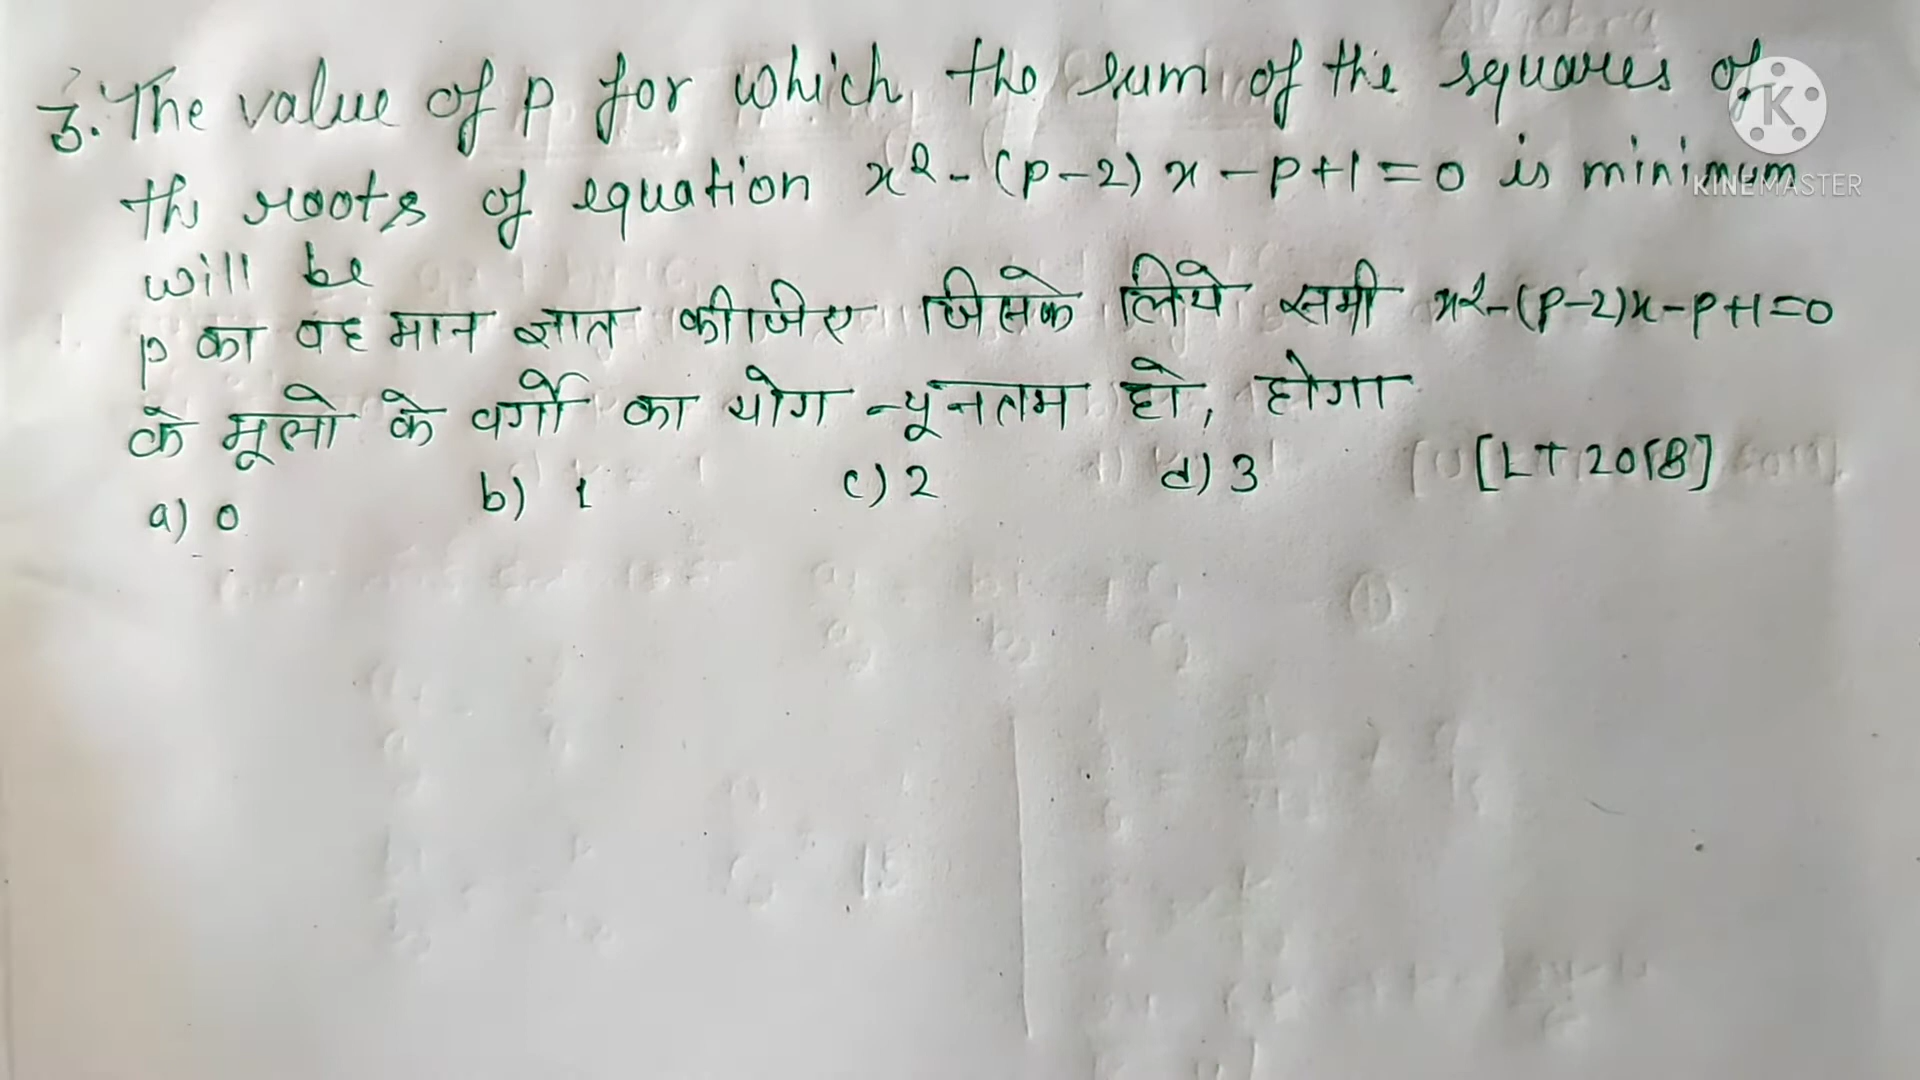 3. The value of p for which the sum of the squares of
the roots of equation x² - (p-2) x - p+1 = 0 is minimum
will be
p का वह मान ज्ञात कीजिए जिसके लिये समी x²-(p-2)x-p+1=0
के मूलो के वर्गो का योग न्यूनतम हो, होगा
a) 0 b) 1 c) 2 d) 3 [LT 2018]
KINEMASTER